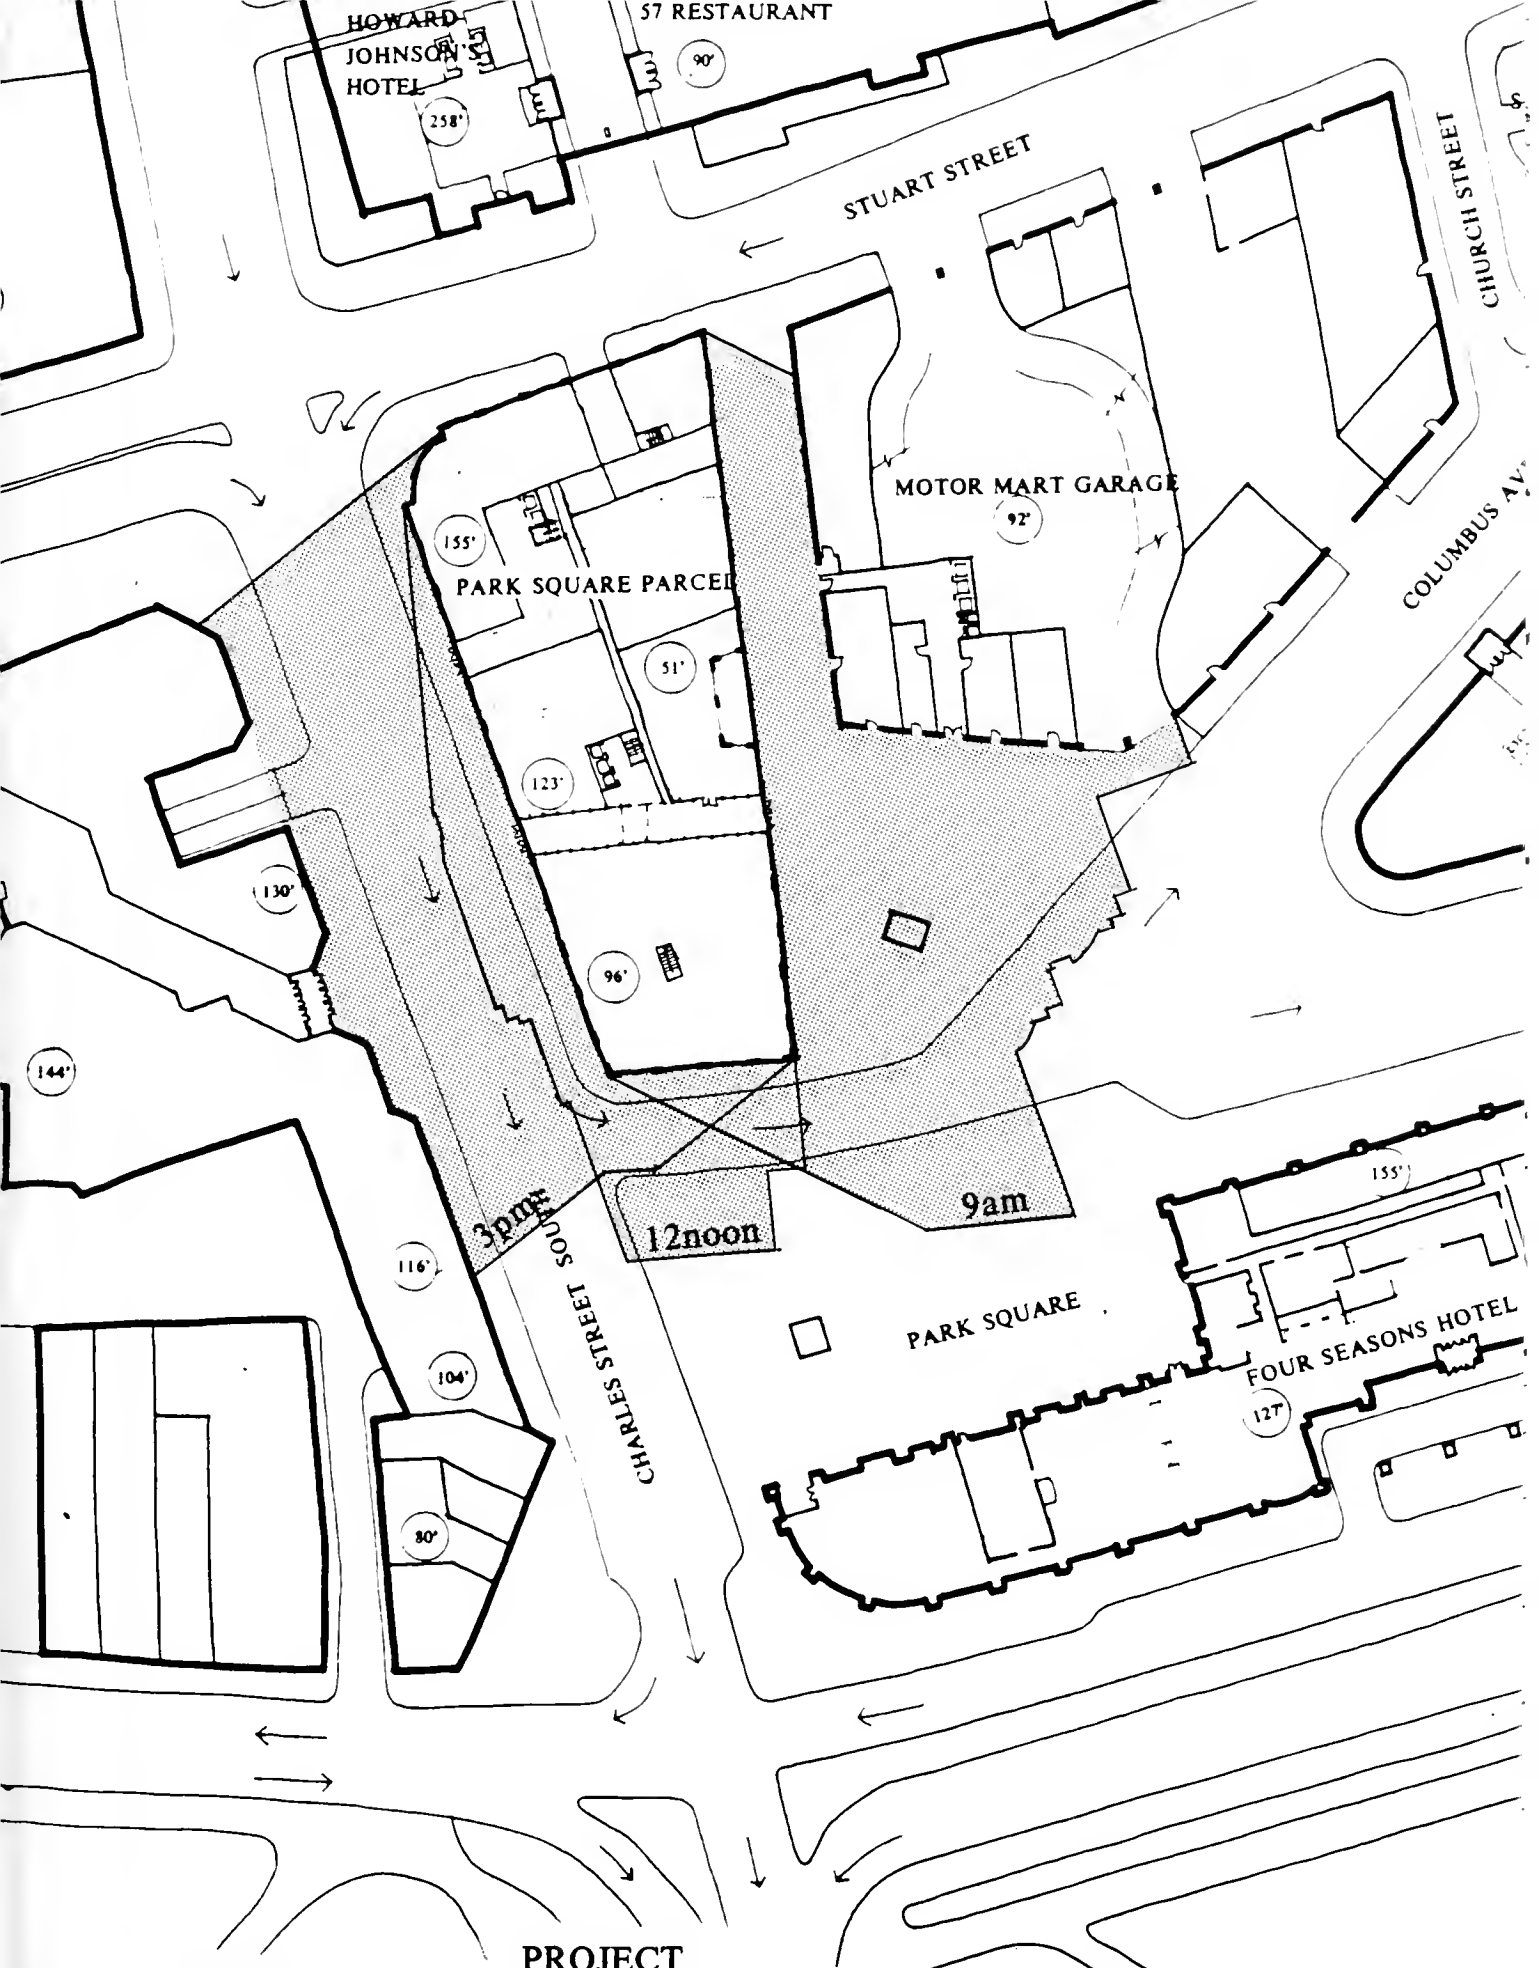 HOWARD
JOHNSON'S
HOTEL
258'
57 RESTAURANT
90'
STUART STREET
CHURCH STREET
MOTOR MART GARAGE
92'
COLUMBUS AV
155'
PARK SQUARE PARCEL
51'
123'
130'
96'
144'
3pm
12noon
9am
155'
116'
CHARLES STREET SOUTH
PARK SQUARE
FOUR SEASONS HOTEL
127'
104'
80'
PROJECT